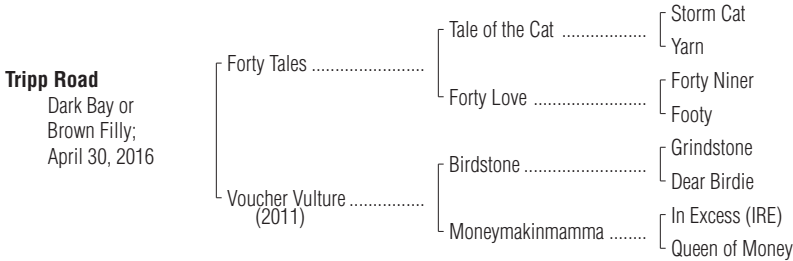 Tripp Road
Dark Bay or
Brown Filly;
April 30, 2016
Forty Tales ........................
Voucher Vulture ................
(2011)
Tale of the Cat ..................
Forty Love ........................
Birdstone ..........................
Moneymakinmamma ........
Storm Cat
Yarn
Forty Niner
Footy
Grindstone
Dear Birdie
In Excess (IRE)
Queen of Money